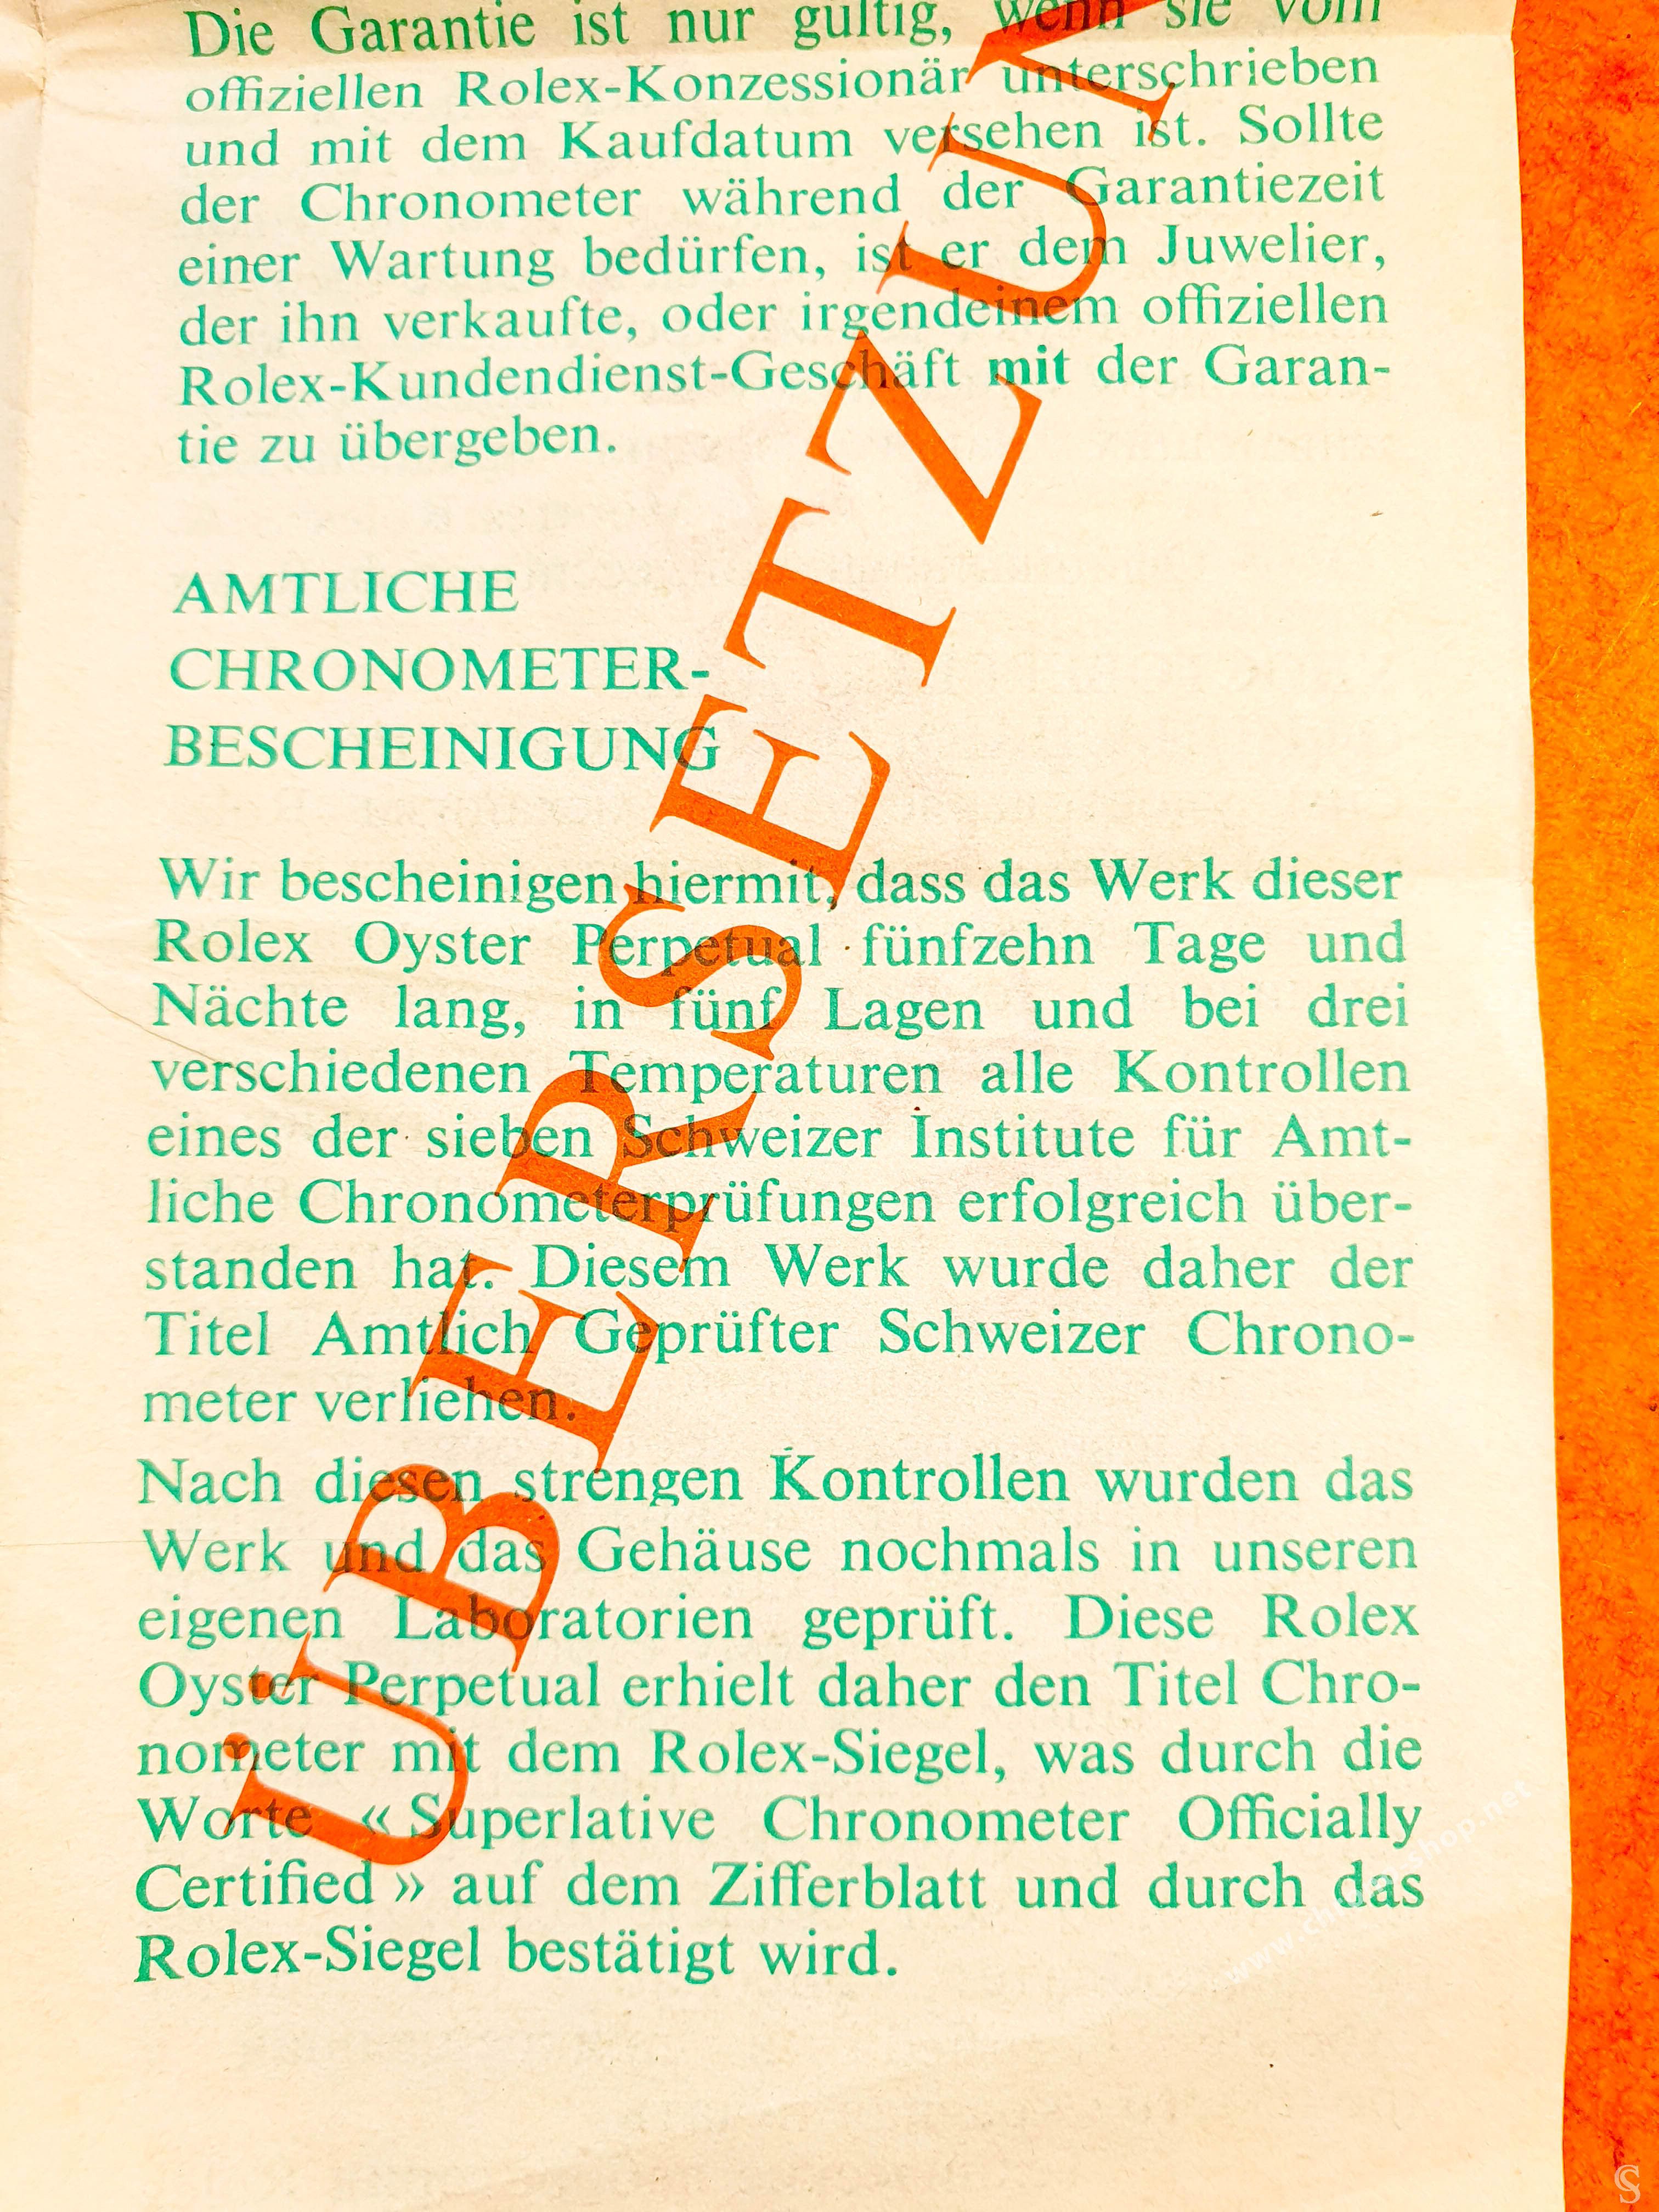 Die Garantie ist nur gültig, wenn sie vom
offiziellen Rolex-Konzessionär unterschrieben
und mit dem Kaufdatum versehen ist. Sollte
der Chronometer während der Garantiezeit
einer Wartung bedürfen, ist er dem Juwelier,
der ihn verkaufte, oder irgendeinem offiziellen
Rolex-Kundendienst-Geschäft mit der Garan-
tie zu übergeben.
AMTLICHE
CHRONOMETER-
BESCHEINIGUNG
Wir bescheinigen hiermit, dass das Werk dieser
Rolex Oyster Perpetual fünfzehn Tage und
Nächte lang, in fünf Lagen und bei drei
verschiedenen Temperaturen alle Kontrollen
eines der sieben Schweizer Institute für Amt-
liche Chronometerprüfungen erfolgreich über-
standen hat. Diesem Werk wurde daher der
Titel Amtlich Geprüfter Schweizer Chrono-
meter verliehen.
Nach diesen strengen Kontrollen wurden das
Werk und das Gehäuse nochmals in unseren
eigenen Laboratorien geprüft. Diese Rolex
Oyster Perpetual erhielt daher den Titel Chro-
nometer mit dem Rolex-Siegel, was durch die
Worte « Superlative Chronometer Officially
Certified » auf dem Zifferblatt und durch das
Rolex-Siegel bestätigt wird.
UBERSETZUN